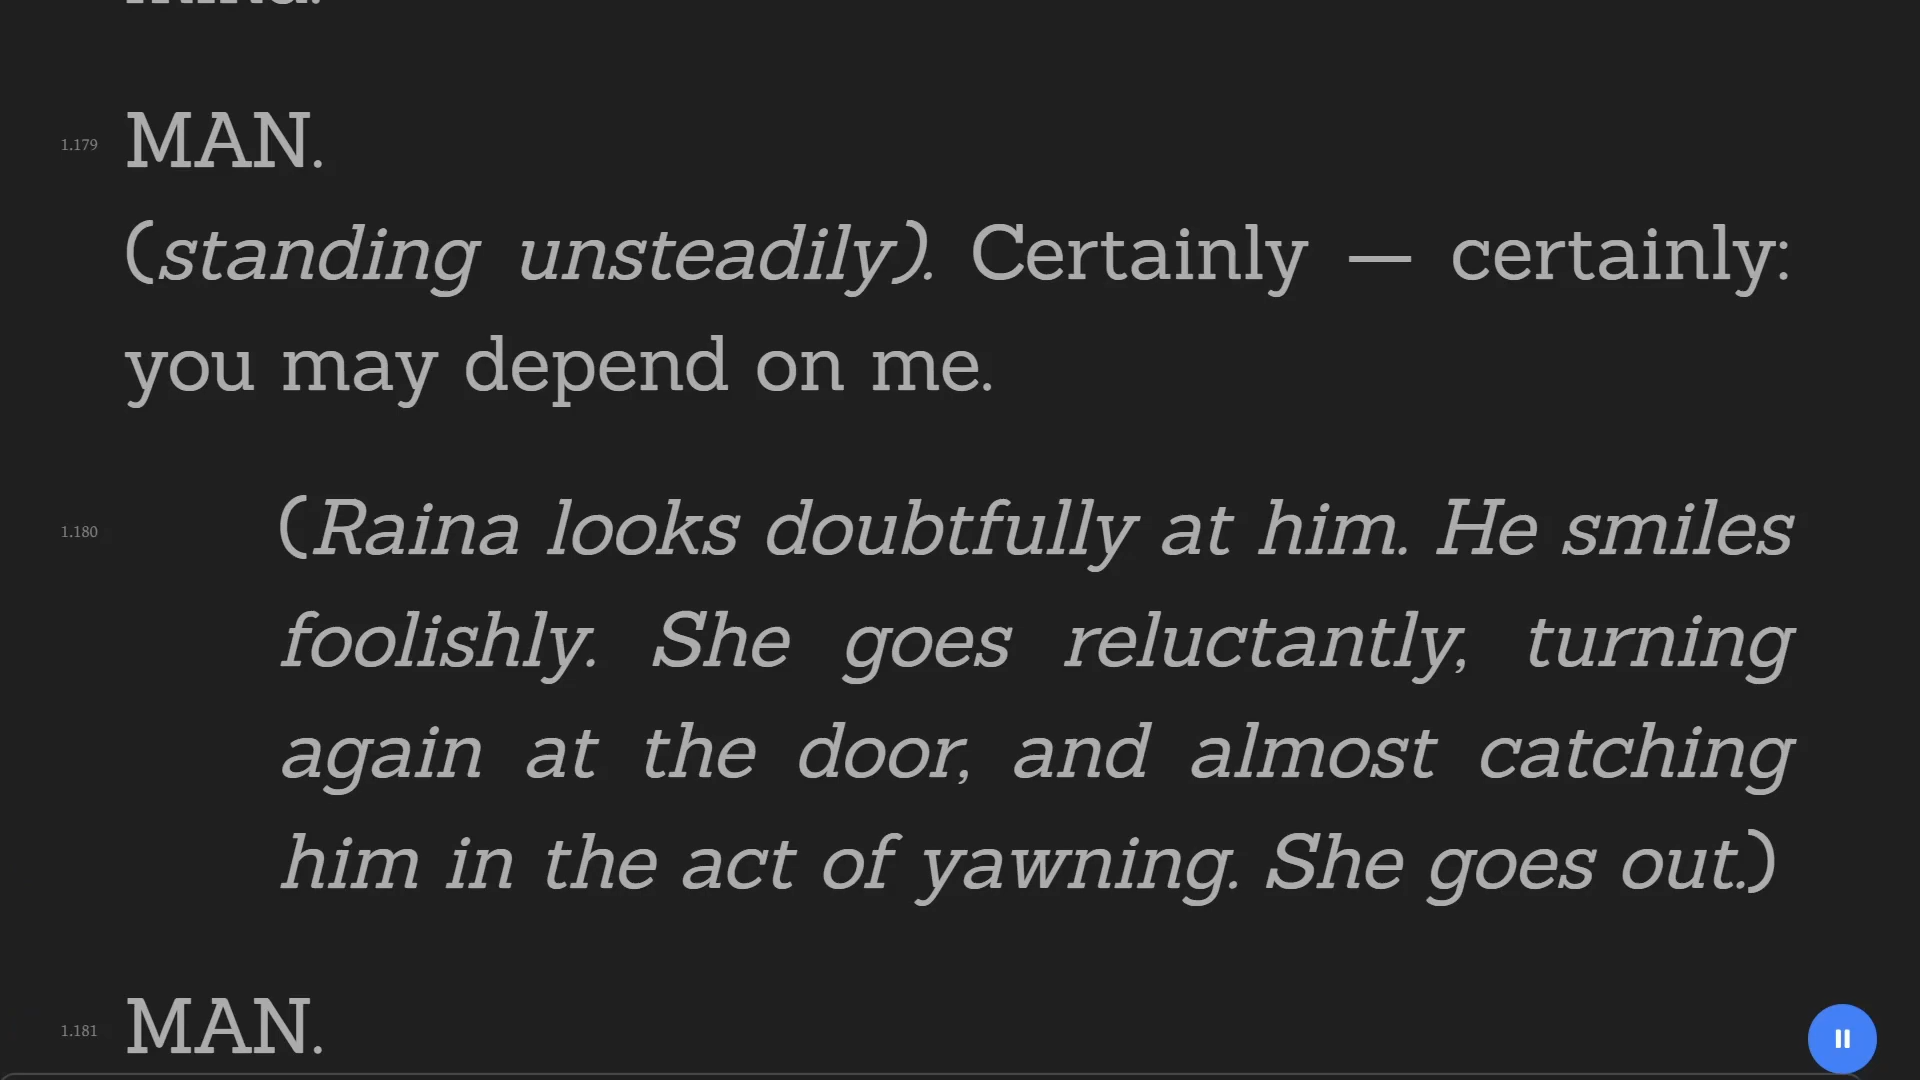 1.179 MAN.
(standing unsteadily). Certainly — certainly:
you may depend on me.
1.180 (Raina looks doubtfully at him. He smiles
foolishly. She goes reluctantly, turning
again at the door, and almost catching
him in the act of yawning. She goes out.)
1.181 MAN.